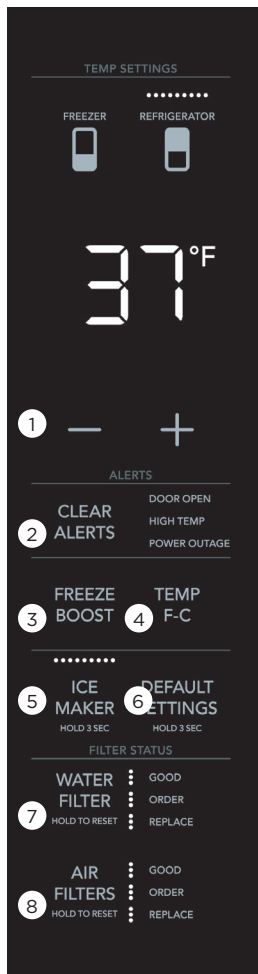 TEMP SETTINGS
FREEZER REFRIGERATOR
37°F
1 – +
ALERTS
2 CLEAR
ALERTS
DOOR OPEN
HIGH TEMP
POWER OUTAGE
3 FREEZE
BOOST
4 TEMP
F-C
5 ICE
MAKER
HOLD 3 SEC
6 DEFAULT
SETTINGS
HOLD 3 SEC
FILTER STATUS
7 WATER
FILTER
HOLD TO RESET
GOOD
ORDER
REPLACE
8 AIR
FILTERS
HOLD TO RESET
GOOD
ORDER
REPLACE